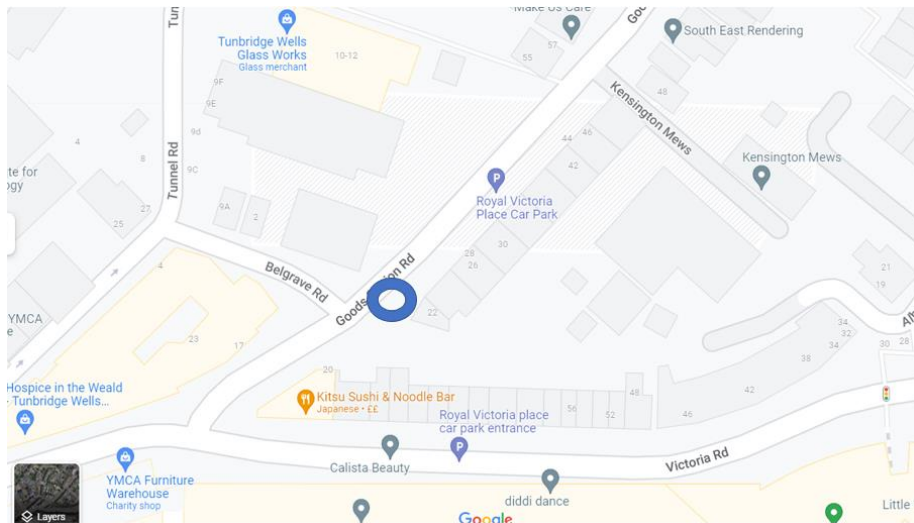 Make Us Care
Tunbridge Wells
Glass Works
Glass merchant
10-12
55
57
South East Rendering
9F
9E
9d
9C
4
8
Tunnel Rd
48
Kensington Mews
Kensington Mews
46
44
42
P
Royal Victoria
Place Car Park
27
25
9A
2
30
28
26
22
Belgrave Rd
4
21
19
YMCA
23
17
34
32
30
28
34
38
42
46
48
52
56
20
Hospice in the Weald
Tunbridge Wells...
Kitsu Sushi & Noodle Bar
Japanese • ££
Royal Victoria place
car park entrance
P
Victoria Rd
Calista Beauty
YMCA Furniture
Warehouse
Charity shop
diddi dance
Little
Layers
Google